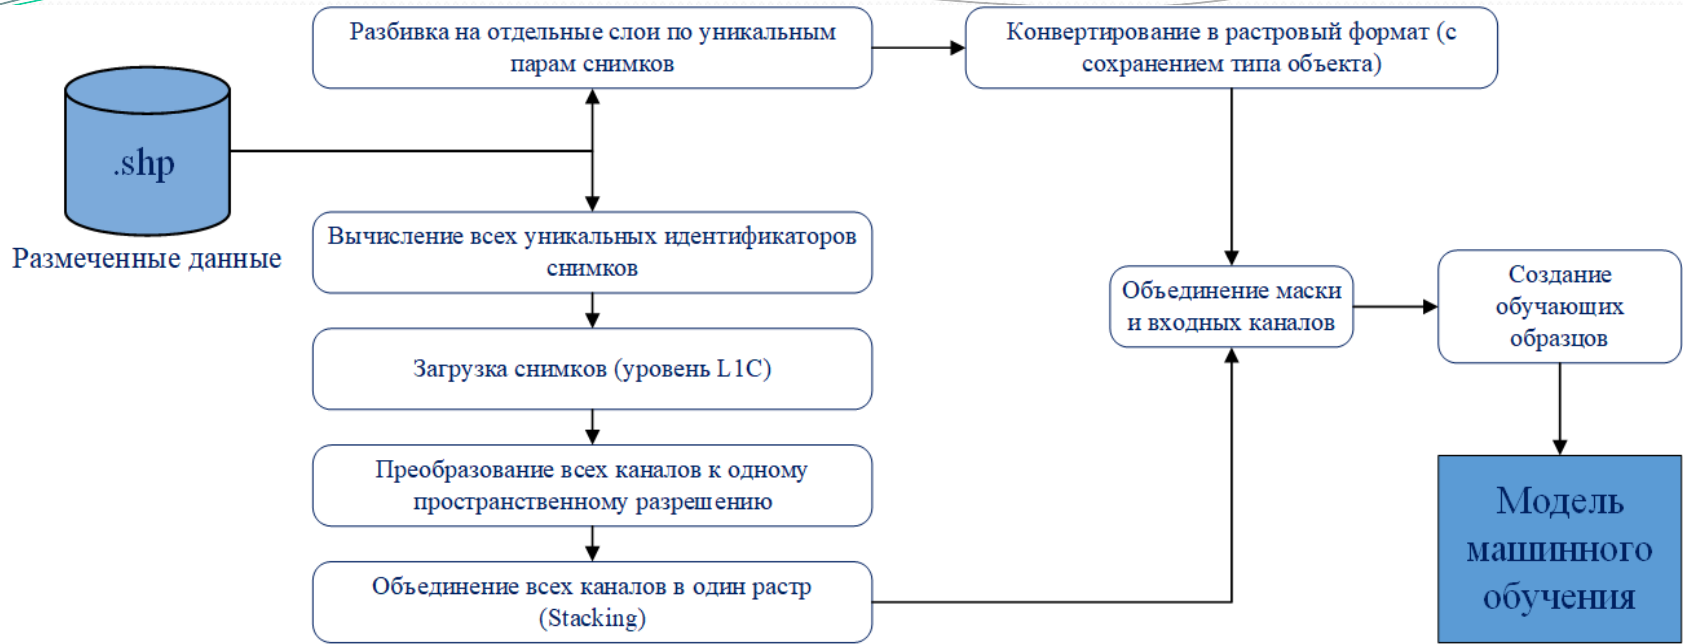 Разбивка на отдельные слои по уникальным
парам снимков
Конвертирование в растровый формат (с
сохранением типа объекта)
.shp
Размеченные данные
Вычисление всех уникальных идентификаторов
снимков
Загрузка снимков (уровень L1C)
Преобразование всех каналов к одному
пространственному разрешению
Объединение всех каналов в один растр
(Stacking)
Объединение маски
и входных каналов
Создание
обучающих
образцов
Модель
машинного
обучения